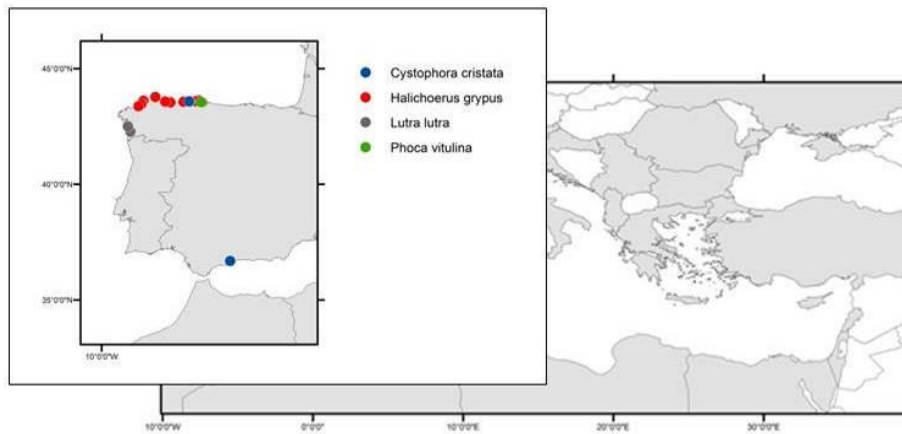 45°0'0"N
40°0'0"N
35°0'0"N
10°0'0"W
Cystophora cristata
Halichoerus grypus
Lutra lutra
Phoca vitulina
10°0'0"W
0°0'0"
10°0'0"E
20°0'0"E
30°0'0"E